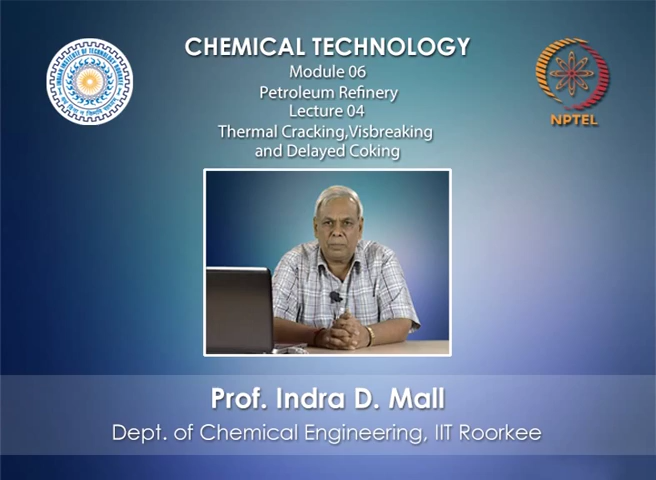 CHEMICAL TECHNOLOGY
Module 06
Petroleum Refinery
Lecture 04
Thermal Cracking,Visbreaking
and Delayed Coking
NPTEL
Prof. Indra D. Mall
Dept. of Chemical Engineering, IIT Roorkee